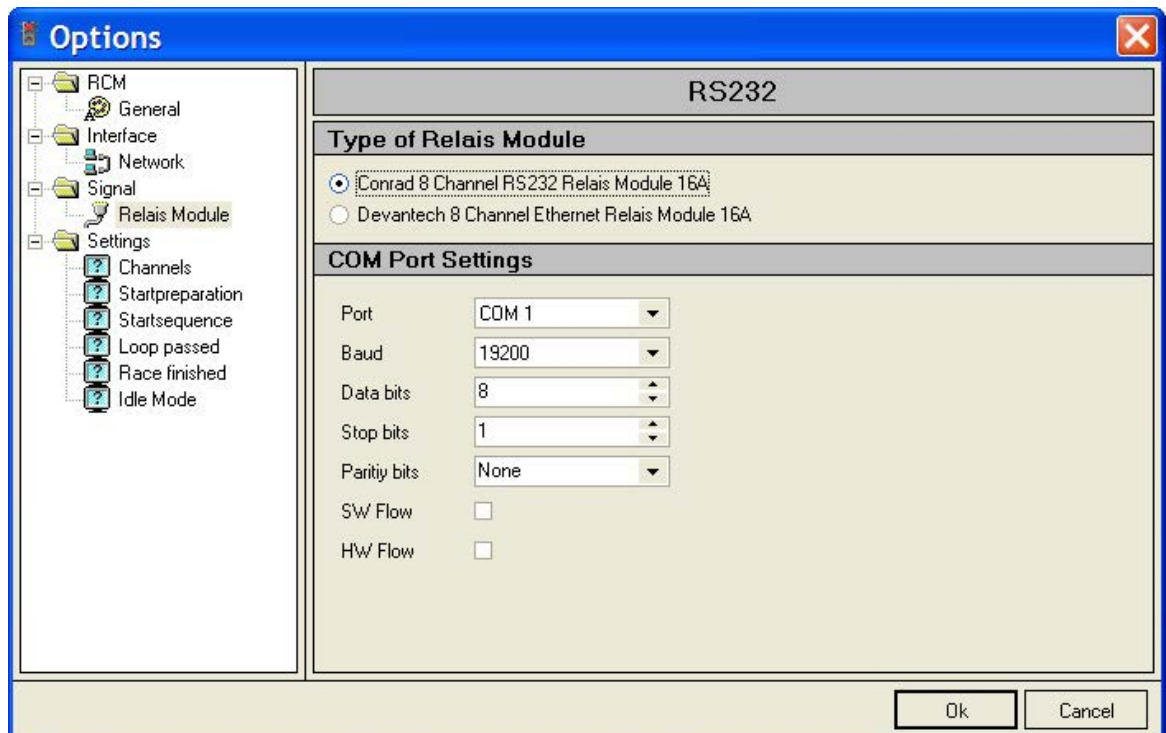 Options
RCM
General
Interface
Network
Signal
Relais Module
Settings
Channels
Startpreparation
Startsequence
Loop passed
Race finished
Idle Mode
RS232
Type of Relais Module
Conrad 8 Channel RS232 Relais Module 16A
Devantech 8 Channel Ethernet Relais Module 16A
COM Port Settings
Port COM 1
Baud 19200
Data bits 8
Stop bits 1
Paritiy bits None
SW Flow
HW Flow
Ok Cancel